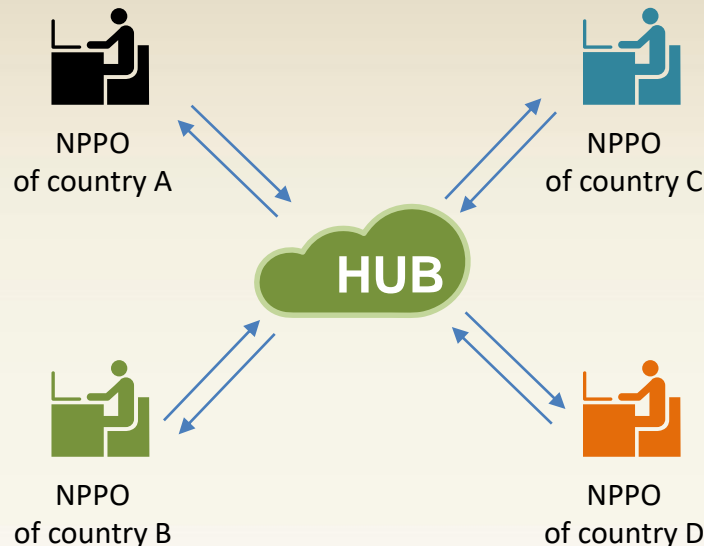 NPPO
of country A
NPPO
of country C
HUB
NPPO
of country B
NPPO
of country D